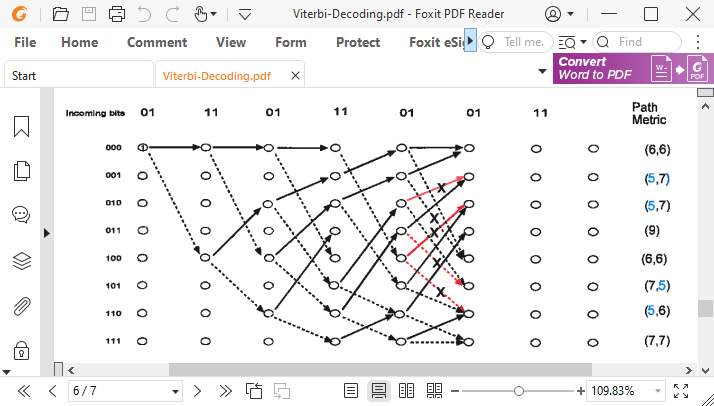 Viterbi-Decoding.pdf - Foxit PDF Reader
File Home Comment View Form Protect Foxit eSig Tell me. Find
Start Viterbi-Decoding.pdf
Convert
Word to PDF
W
PDF
Incoming bits 01 11 01 11 01 01 11 Path
Metric
000 (6,6)
001 X (5,7)
010 (5,7)
X
011 X (9)
100 (6,6)
X
101 (7,5)
X
110 (5,6)
111 (7,7)
6 / 7 109.83%